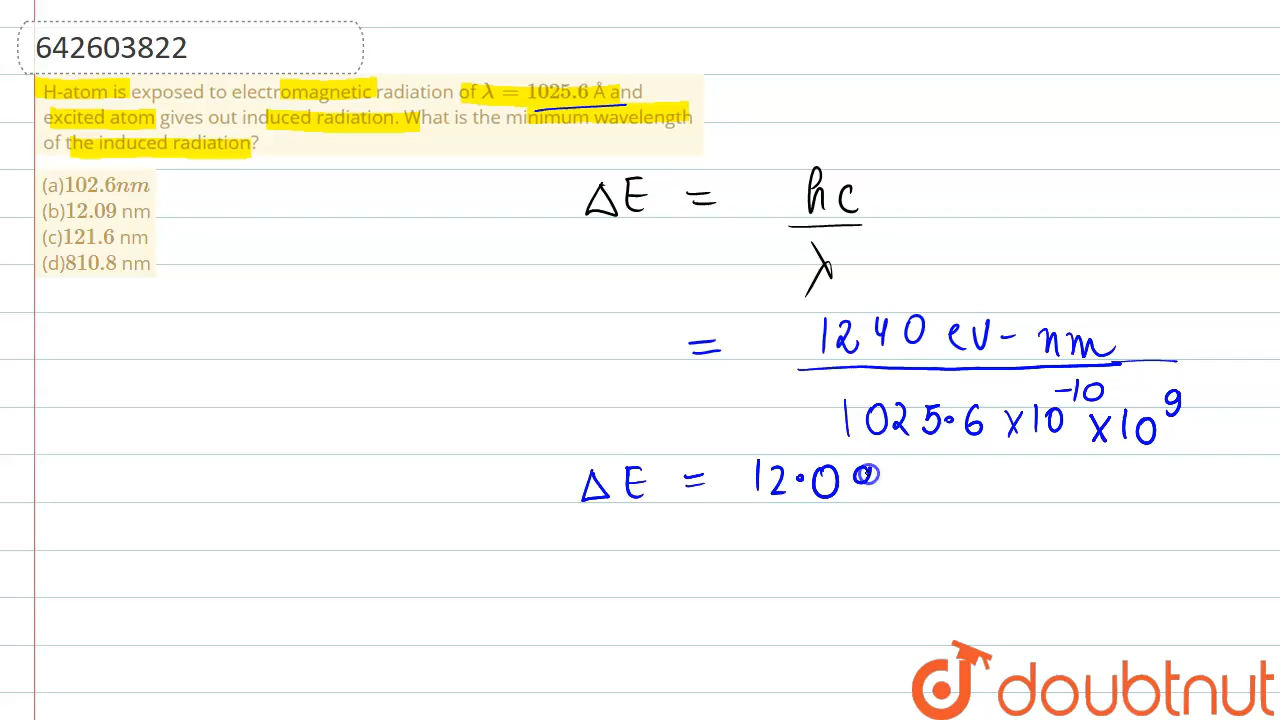 642603822
H-atom is exposed to electromagnetic radiation of λ = 1025.6 Å and
excited atom gives out induced radiation. What is the minimum wavelength
of the induced radiation?
(a)102.6nm
(b)12.09 nm
(c)121.6 nm
(d)810.8 nm
ΔE = hc
λ
= 1240 eV - nm
1025.6 × 10⁻¹⁰ × 10⁹
ΔE = 12.0
doubtnut